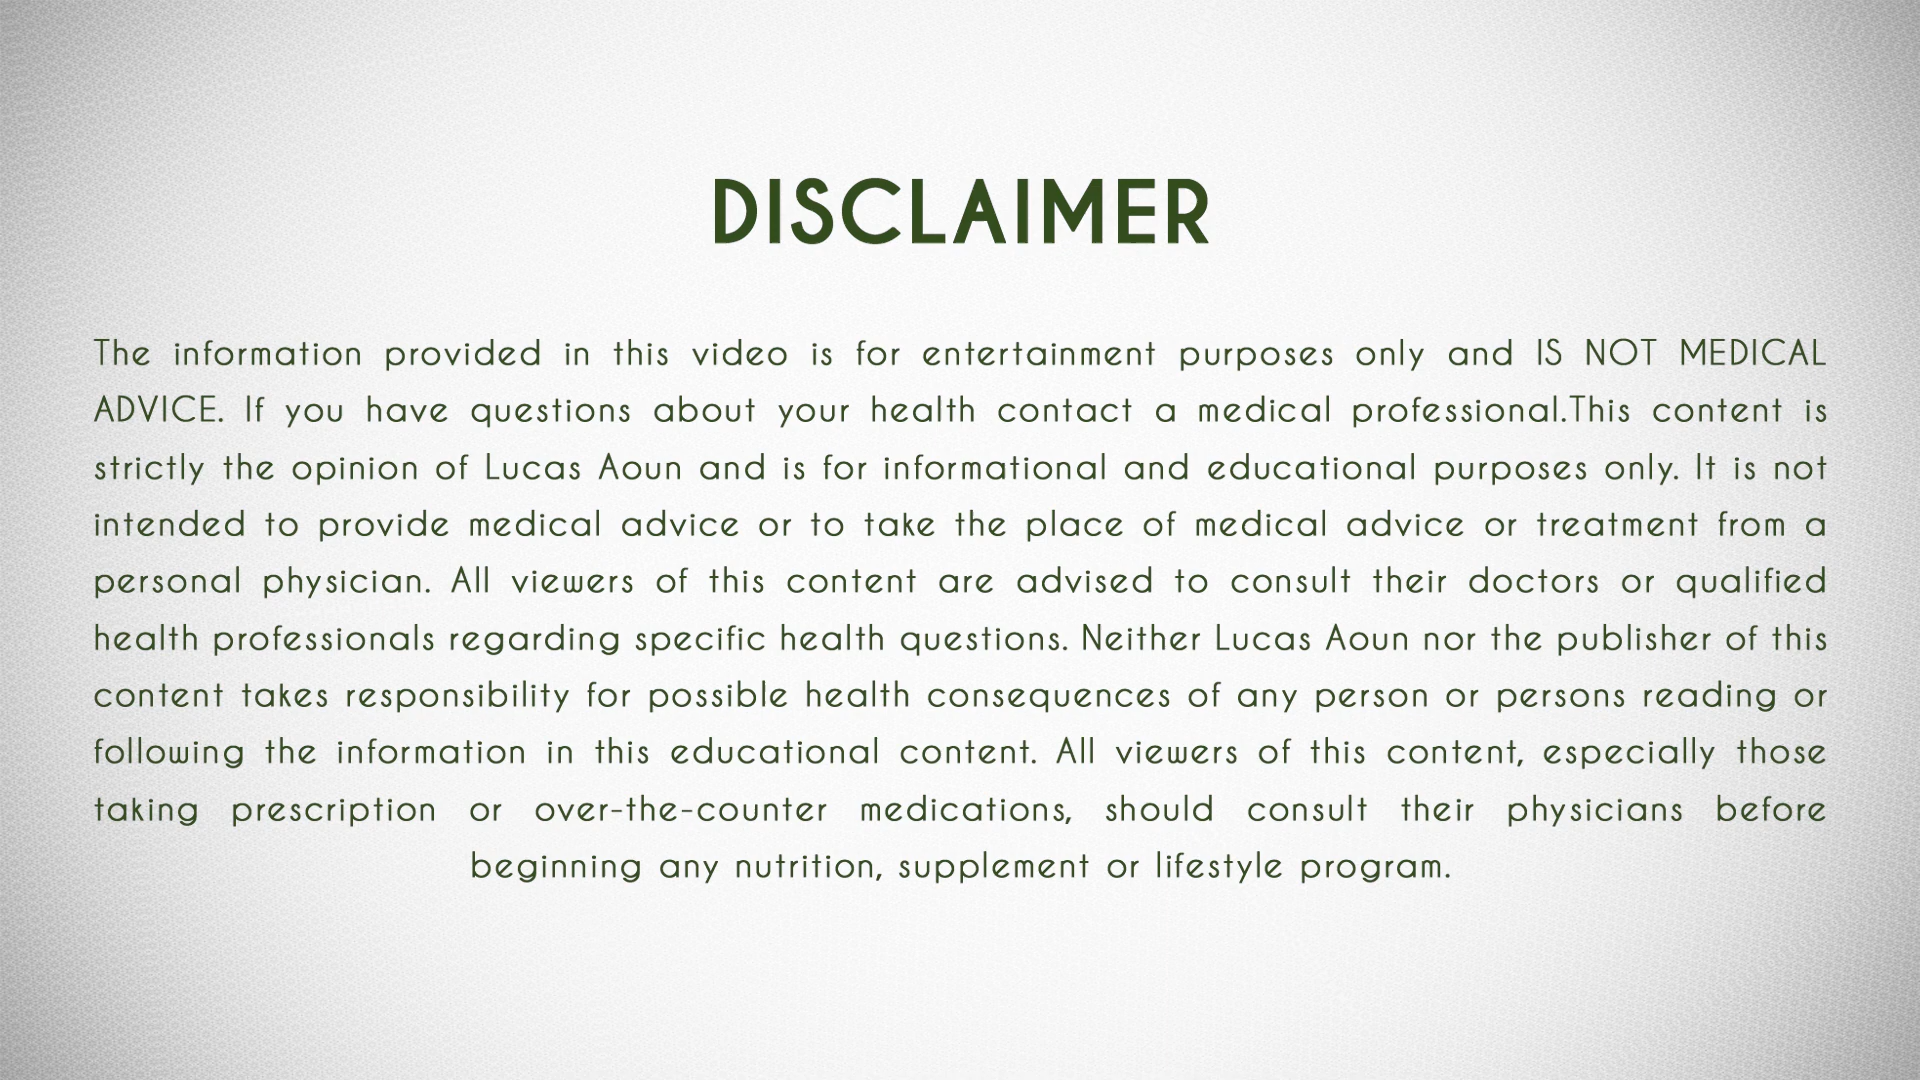 DISCLAIMER
The information provided in this video is for entertainment purposes only and IS NOT MEDICAL
ADVICE. If you have questions about your health contact a medical professional.This content is
strictly the opinion of Lucas Aoun and is for informational and educational purposes only. It is not
intended to provide medical advice or to take the place of medical advice or treatment from a
personal physician. All viewers of this content are advised to consult their doctors or qualified
health professionals regarding specific health questions. Neither Lucas Aoun nor the publisher of this
content takes responsibility for possible health consequences of any person or persons reading or
following the information in this educational content. All viewers of this content, especially those
taking prescription or over-the-counter medications, should consult their physicians before
beginning any nutrition, supplement or lifestyle program.